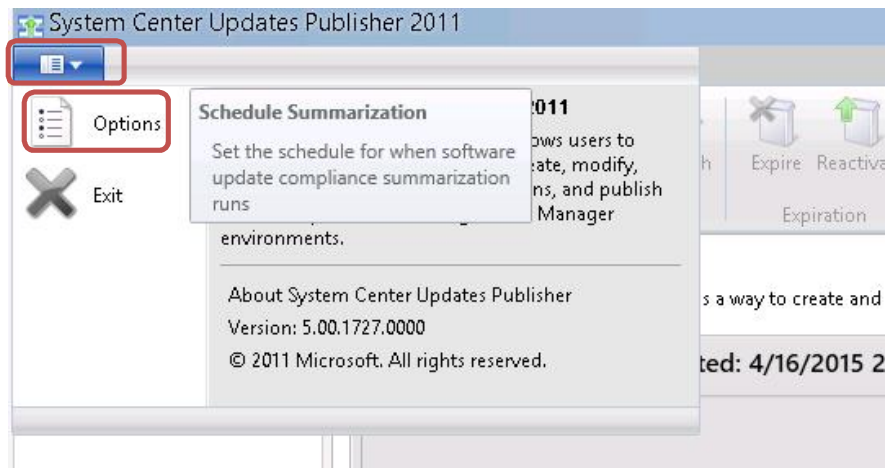 System Center Updates Publisher 2011
Options
Exit
Schedule Summarization
Set the schedule for when software
update compliance summarization
runs
2011
ows users to
ate, modify,
ns, and publish
Manager
environments.
About System Center Updates Publisher
Version: 5.00.1727.0000
© 2011 Microsoft. All rights reserved.
h
Expire Reactiva
Expiration
s a way to create and
ted: 4/16/2015 2